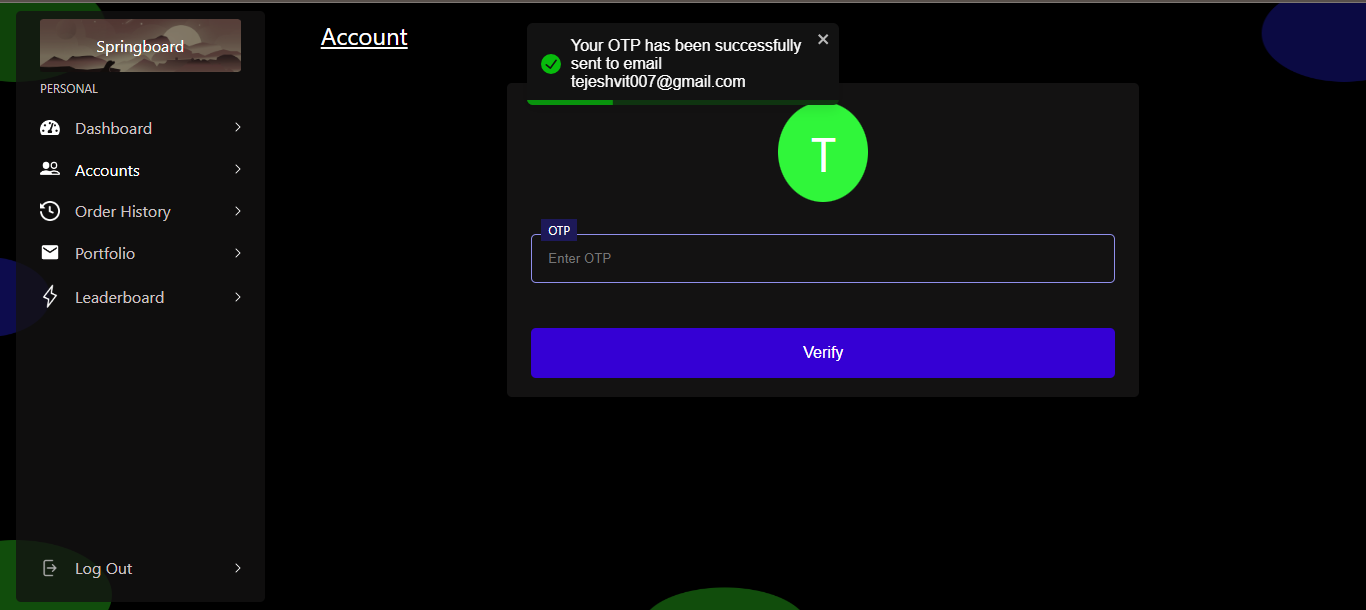 Springboard
PERSONAL
Dashboard
Accounts
Order History
Portfolio
Leaderboard
Log Out
Account
Your OTP has been successfully
sent to email
tejeshvit007@gmail.com
T
OTP
Enter OTP
Verify